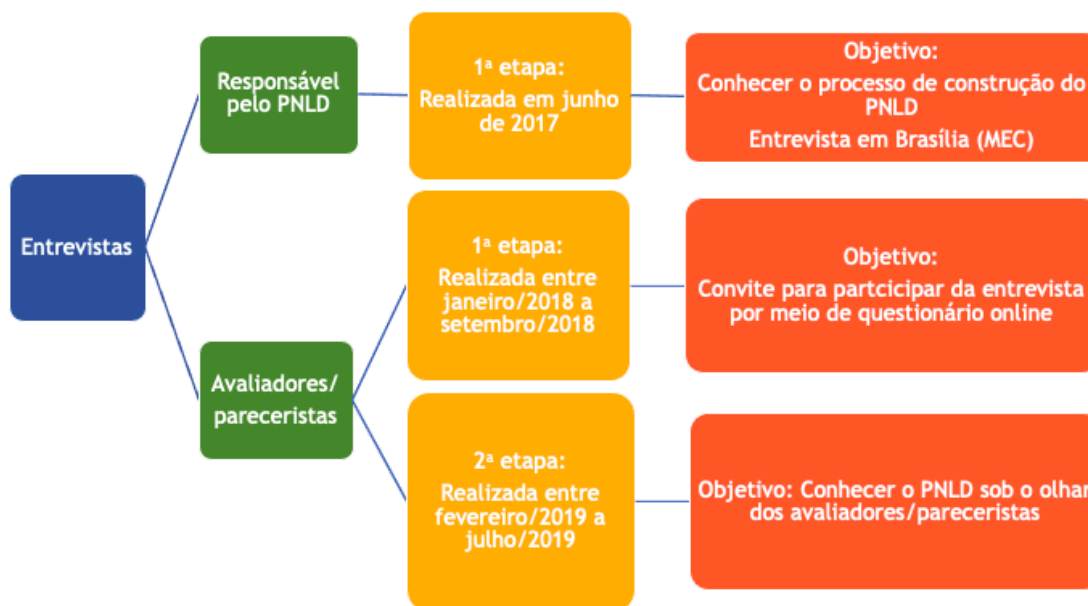 Entrevistas
Responsável
pelo PNLD
1ª etapa:
Realizada em junho
de 2017
Objetivo:
Conhecer o processo de construção do
PNLD
Entrevista em Brasília (MEC)
Avaliadores/
pareceristas
1ª etapa:
Realizada entre
janeiro/2018 a
setembro/2018
Objetivo:
Convite para partcicipar da entrevista
por meio de questionário online
2ª etapa:
Realizada entre
fevereiro/2019 a
julho/2019
Objetivo: Conhecer o PNLD sob o olhar
dos avaliadores/pareceristas